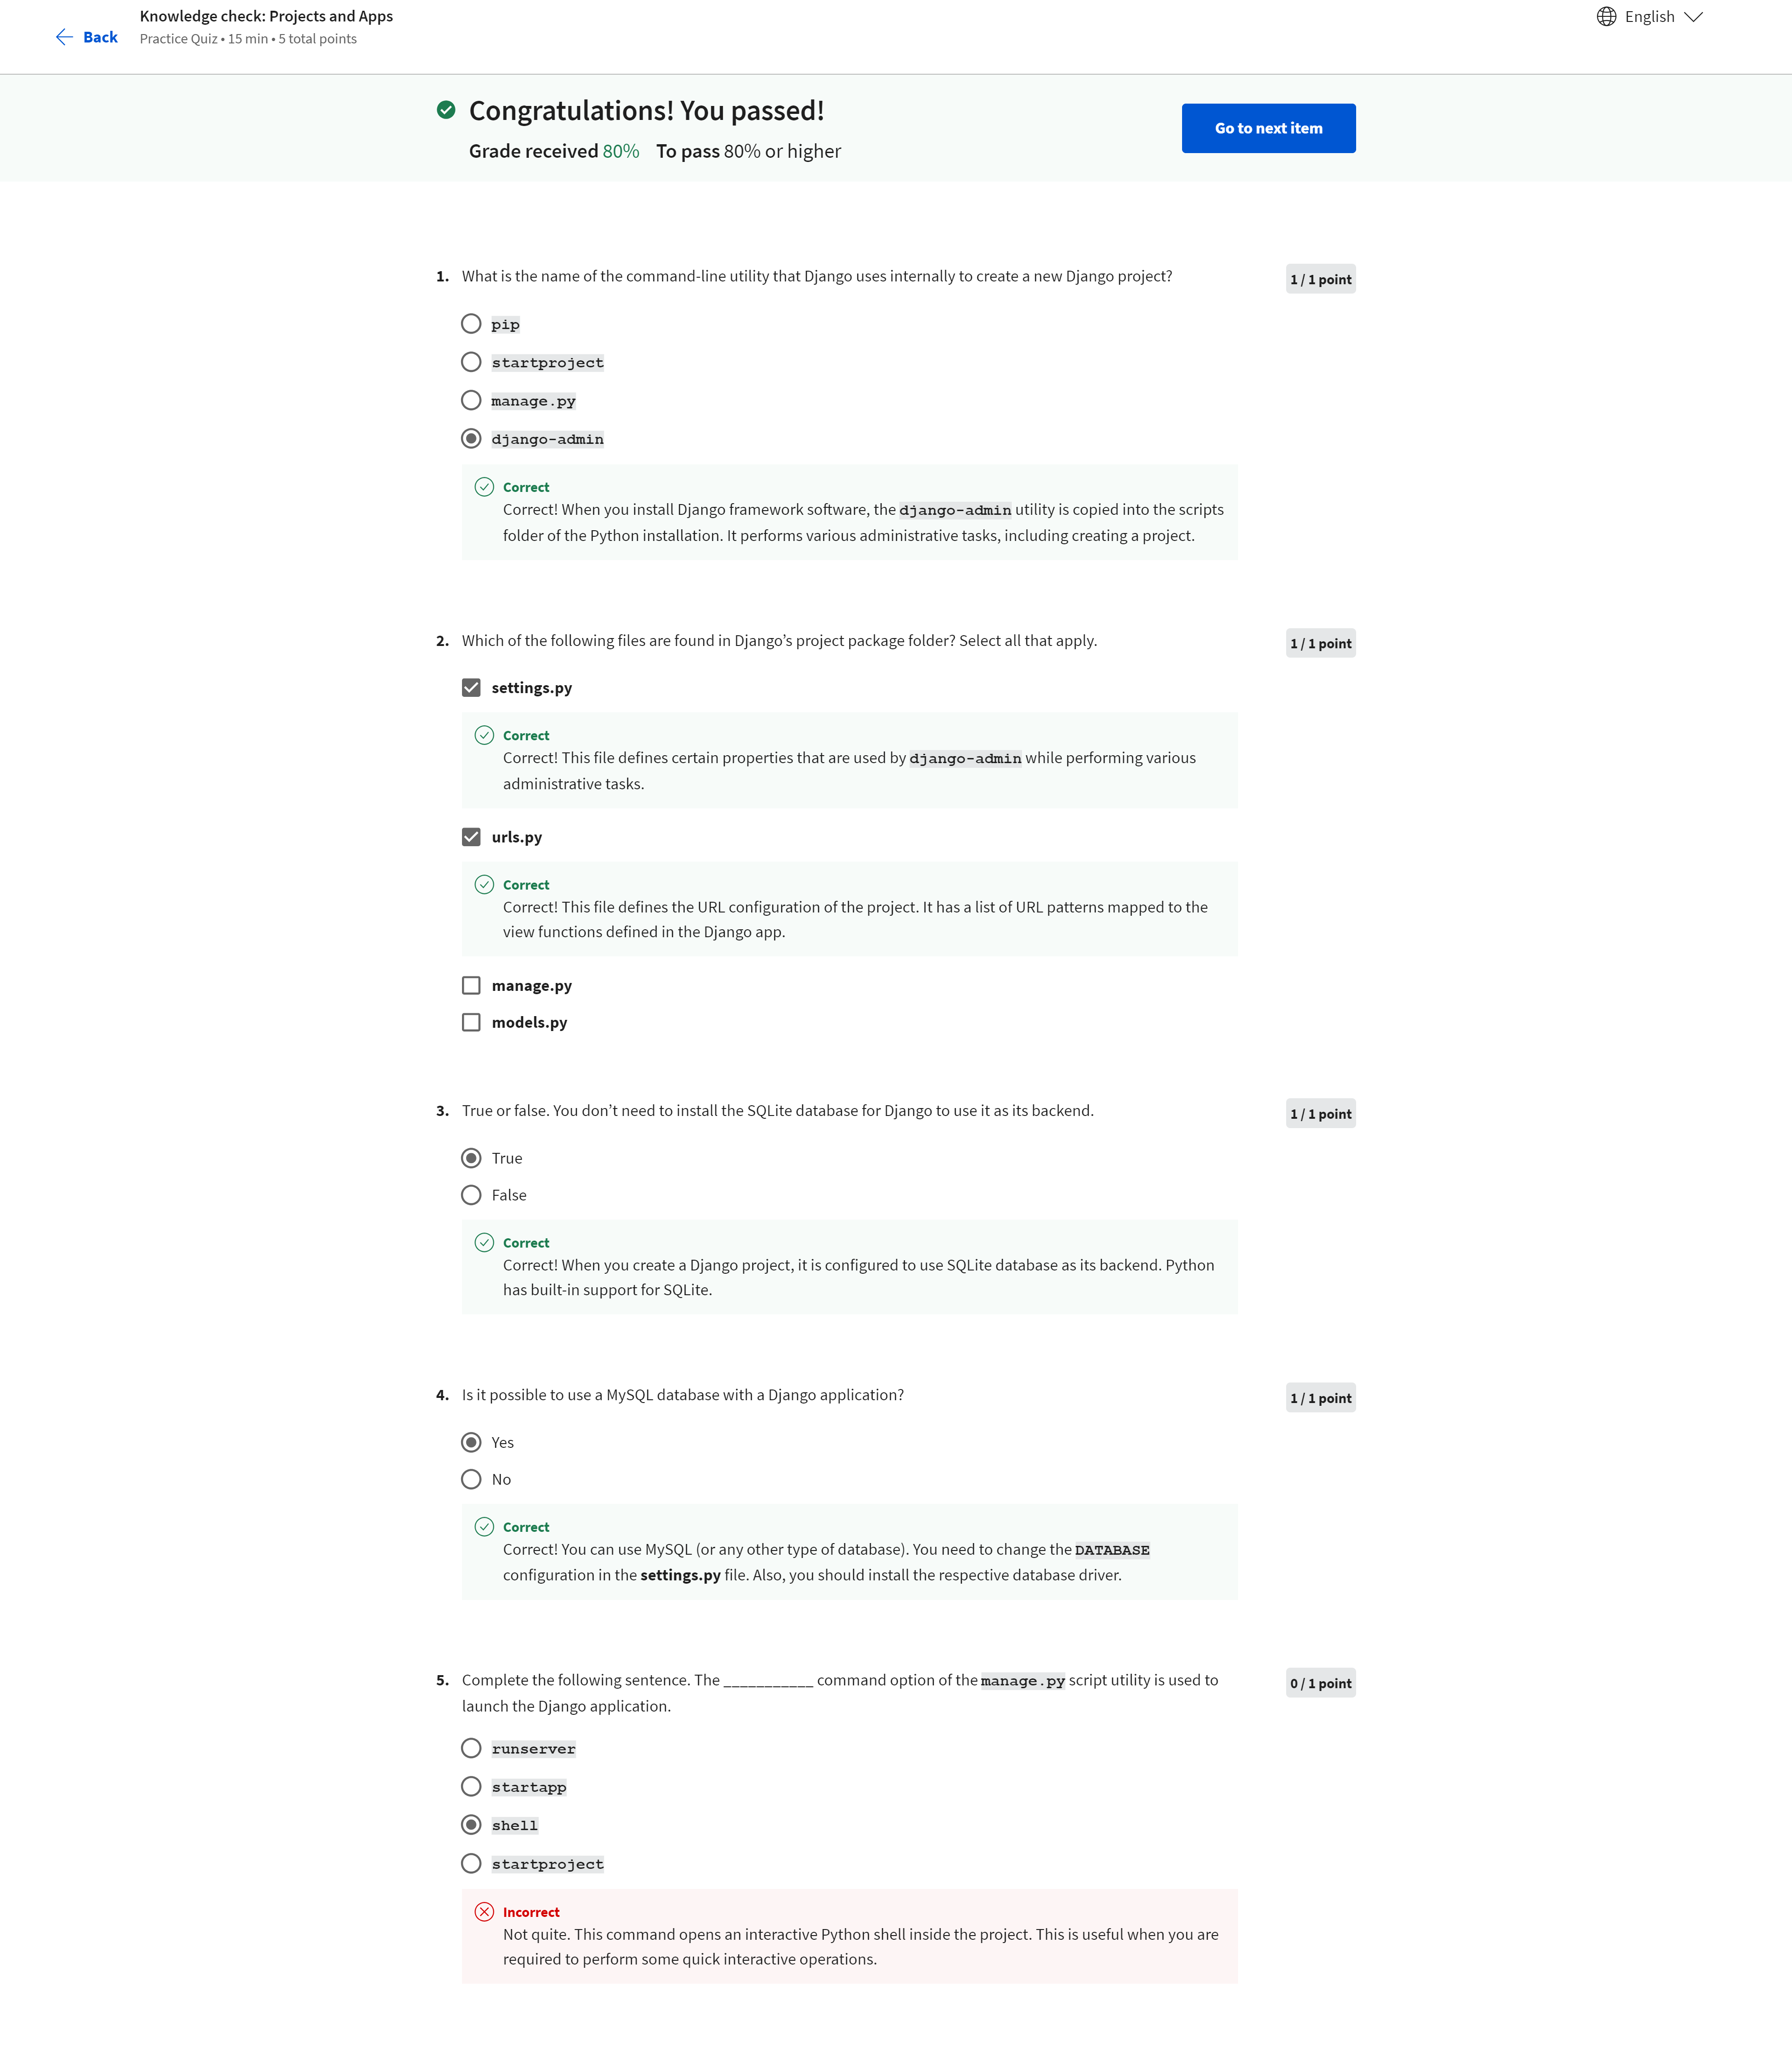 Back
Knowledge check: Projects and Apps
Practice Quiz • 15 min • 5 total points
English
Congratulations! You passed!
Grade received 80% To pass 80% or higher
Go to next item
1. What is the name of the command-line utility that Django uses internally to create a new Django project?
1 / 1 point
pip
startproject
manage.py
django-admin
Correct
Correct! When you install Django framework software, the django-admin utility is copied into the scripts
folder of the Python installation. It performs various administrative tasks, including creating a project.
2. Which of the following files are found in Django’s project package folder? Select all that apply.
1 / 1 point
settings.py
Correct
Correct! This file defines certain properties that are used by django-admin while performing various
administrative tasks.
urls.py
Correct
Correct! This file defines the URL configuration of the project. It has a list of URL patterns mapped to the
view functions defined in the Django app.
manage.py
models.py
3. True or false. You don’t need to install the SQLite database for Django to use it as its backend.
1 / 1 point
True
False
Correct
Correct! When you create a Django project, it is configured to use SQLite database as its backend. Python
has built-in support for SQLite.
4. Is it possible to use a MySQL database with a Django application?
1 / 1 point
Yes
No
Correct
Correct! You can use MySQL (or any other type of database). You need to change the DATABASE
configuration in the settings.py file. Also, you should install the respective database driver.
5. Complete the following sentence. The ___________ command option of the manage.py script utility is used to
launch the Django application.
0 / 1 point
runserver
startapp
shell
startproject
Incorrect
Not quite. This command opens an interactive Python shell inside the project. This is useful when you are
required to perform some quick interactive operations.